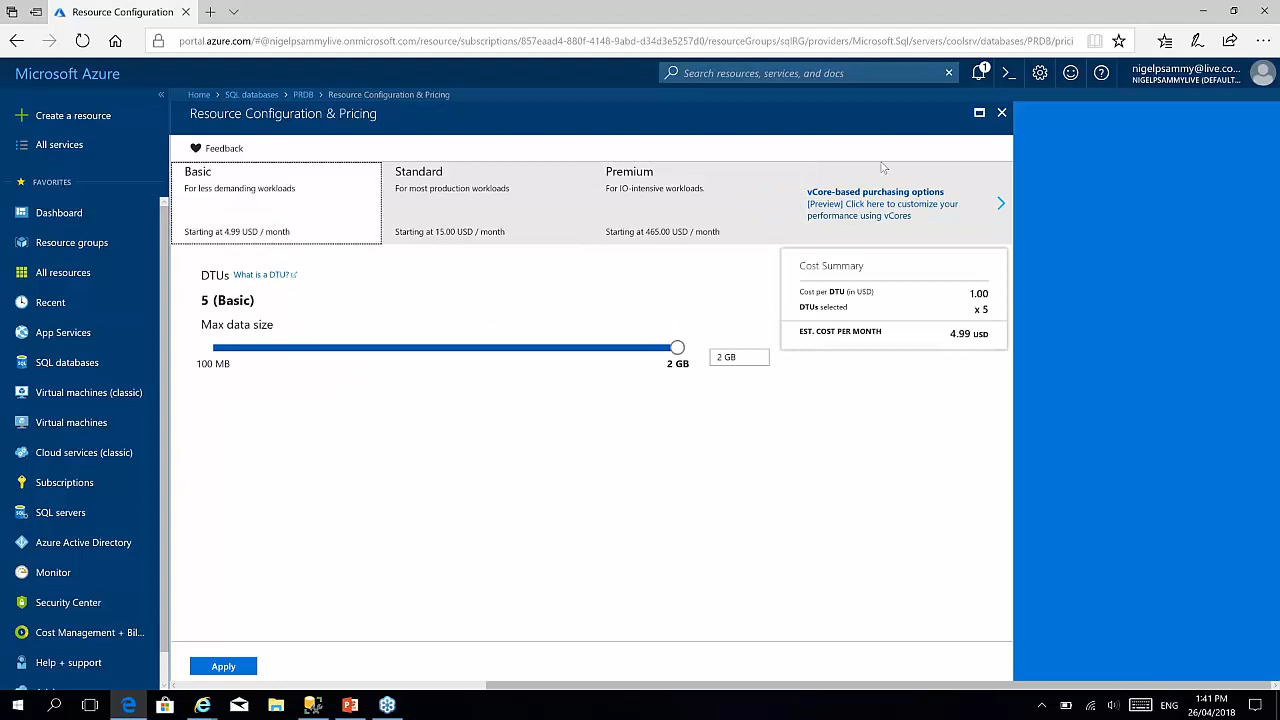 Resource Configuration
portal.azure.com/#@nigelpsammylive.onmicrosoft.com/resource/subscriptions/857eaad4-880f-4148-9abd-d34d3e5257d0/resourceGroups/sqlRG/providers/Microsoft.Sql/servers/coolsrv/databases/PRDB/prici
Microsoft Azure
Search resources, services, and docs
1
nigelpsammy@live.co...
NIGELPSAMMYLIVE (DEFAULT...
Home > SQL databases > PRDB > Resource Configuration & Pricing
Resource Configuration & Pricing
Create a resource
All services
FAVORITES
Dashboard
Resource groups
All resources
Recent
App Services
SQL databases
Virtual machines (classic)
Virtual machines
Cloud services (classic)
Subscriptions
SQL servers
Azure Active Directory
Monitor
Security Center
Cost Management + Bil...
Help + support
Feedback
Basic
For less demanding workloads
Starting at 4.99 USD / month
Standard
For most production workloads
Starting at 15.00 USD / month
Premium
For IO-intensive workloads.
Starting at 465.00 USD / month
vCore-based purchasing options
[Preview] Click here to customize your
performance using vCores
DTUs What is a DTU?
5 (Basic)
Max data size
100 MB
2 GB
2 GB
Cost Summary
Cost per DTU (in USD) 1.00
DTUs selected x 5
EST. COST PER MONTH 4.99 USD
Apply
ENG
1:41 PM
26/04/2018